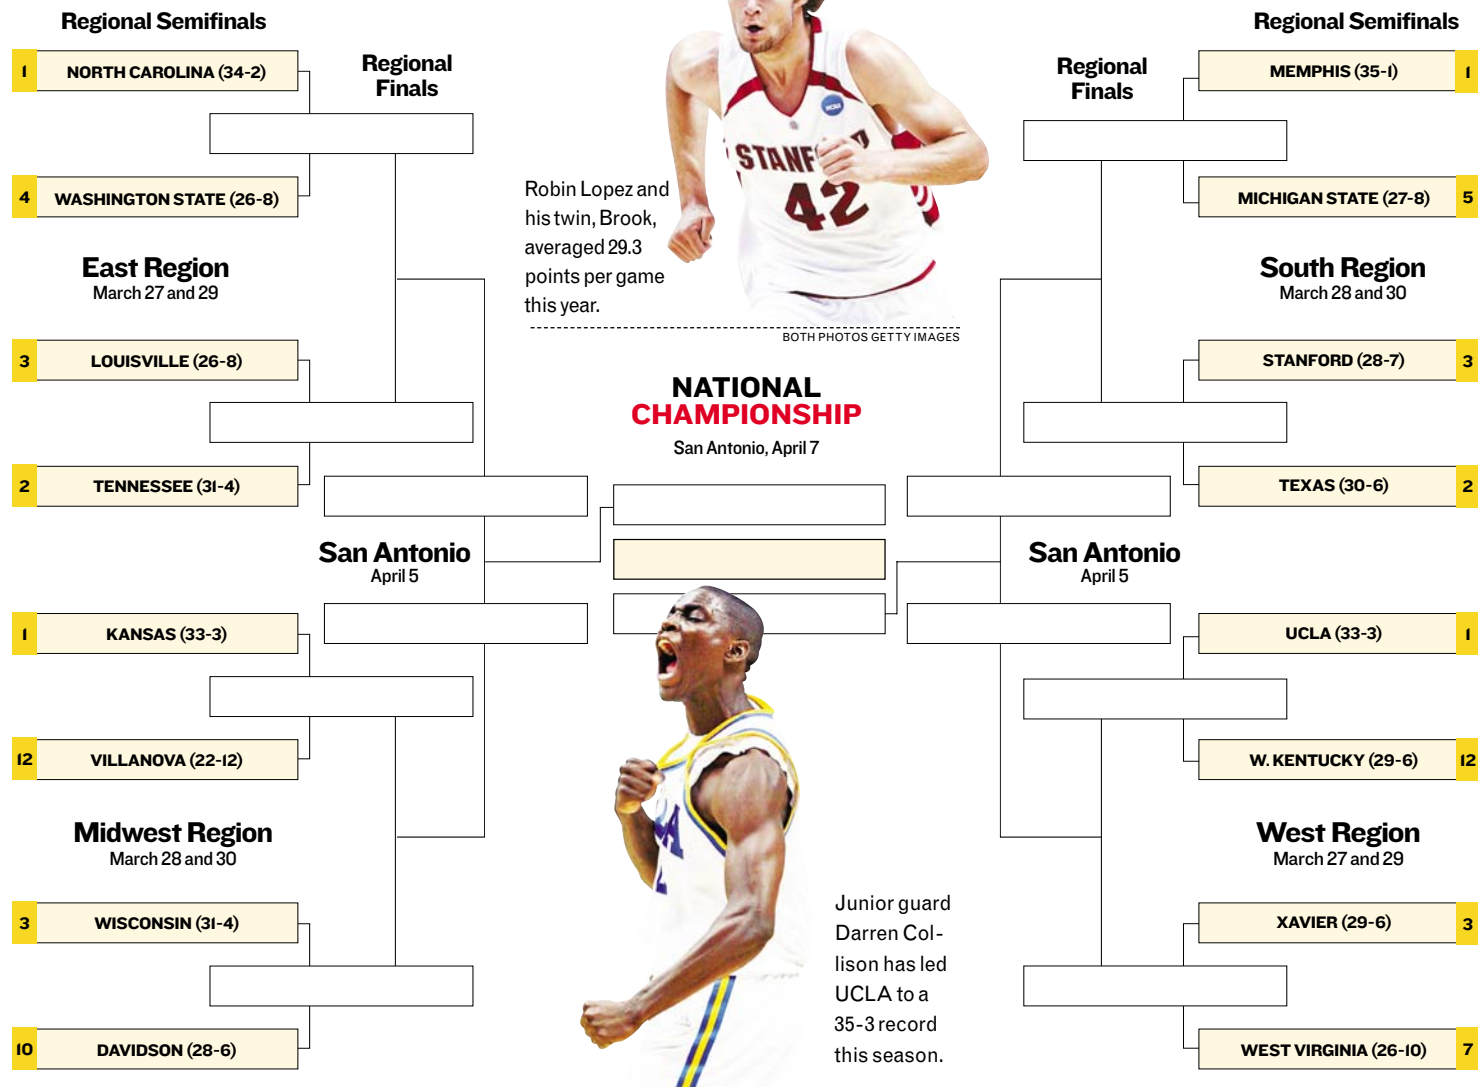 Regional Semifinals
1 NORTH CAROLINA (34-2)
Regional
Finals
4 WASHINGTON STATE (26-8)
East Region
March 27 and 29
3 LOUISVILLE (26-8)
2 TENNESSEE (31-4)
San Antonio
April 5
1 KANSAS (33-3)
12 VILLANOVA (22-12)
Midwest Region
March 28 and 30
3 WISCONSIN (31-4)
10 DAVIDSON (28-6)
NCAA
STANF
42
Robin Lopez and
his twin, Brook,
averaged 29.3
points per game
this year.
BOTH PHOTOS GETTY IMAGES
NATIONAL
CHAMPIONSHIP
San Antonio, April 7
Junior guard
Darren Col-
lison has led
UCLA to a
35-3 record
this season.
Regional Semifinals
MEMPHIS (35-1) 1
Regional
Finals
MICHIGAN STATE (27-8) 5
South Region
March 28 and 30
STANFORD (28-7) 3
TEXAS (30-6) 2
San Antonio
April 5
UCLA (33-3) 1
W. KENTUCKY (29-6) 12
West Region
March 27 and 29
XAVIER (29-6) 3
WEST VIRGINIA (26-10) 7